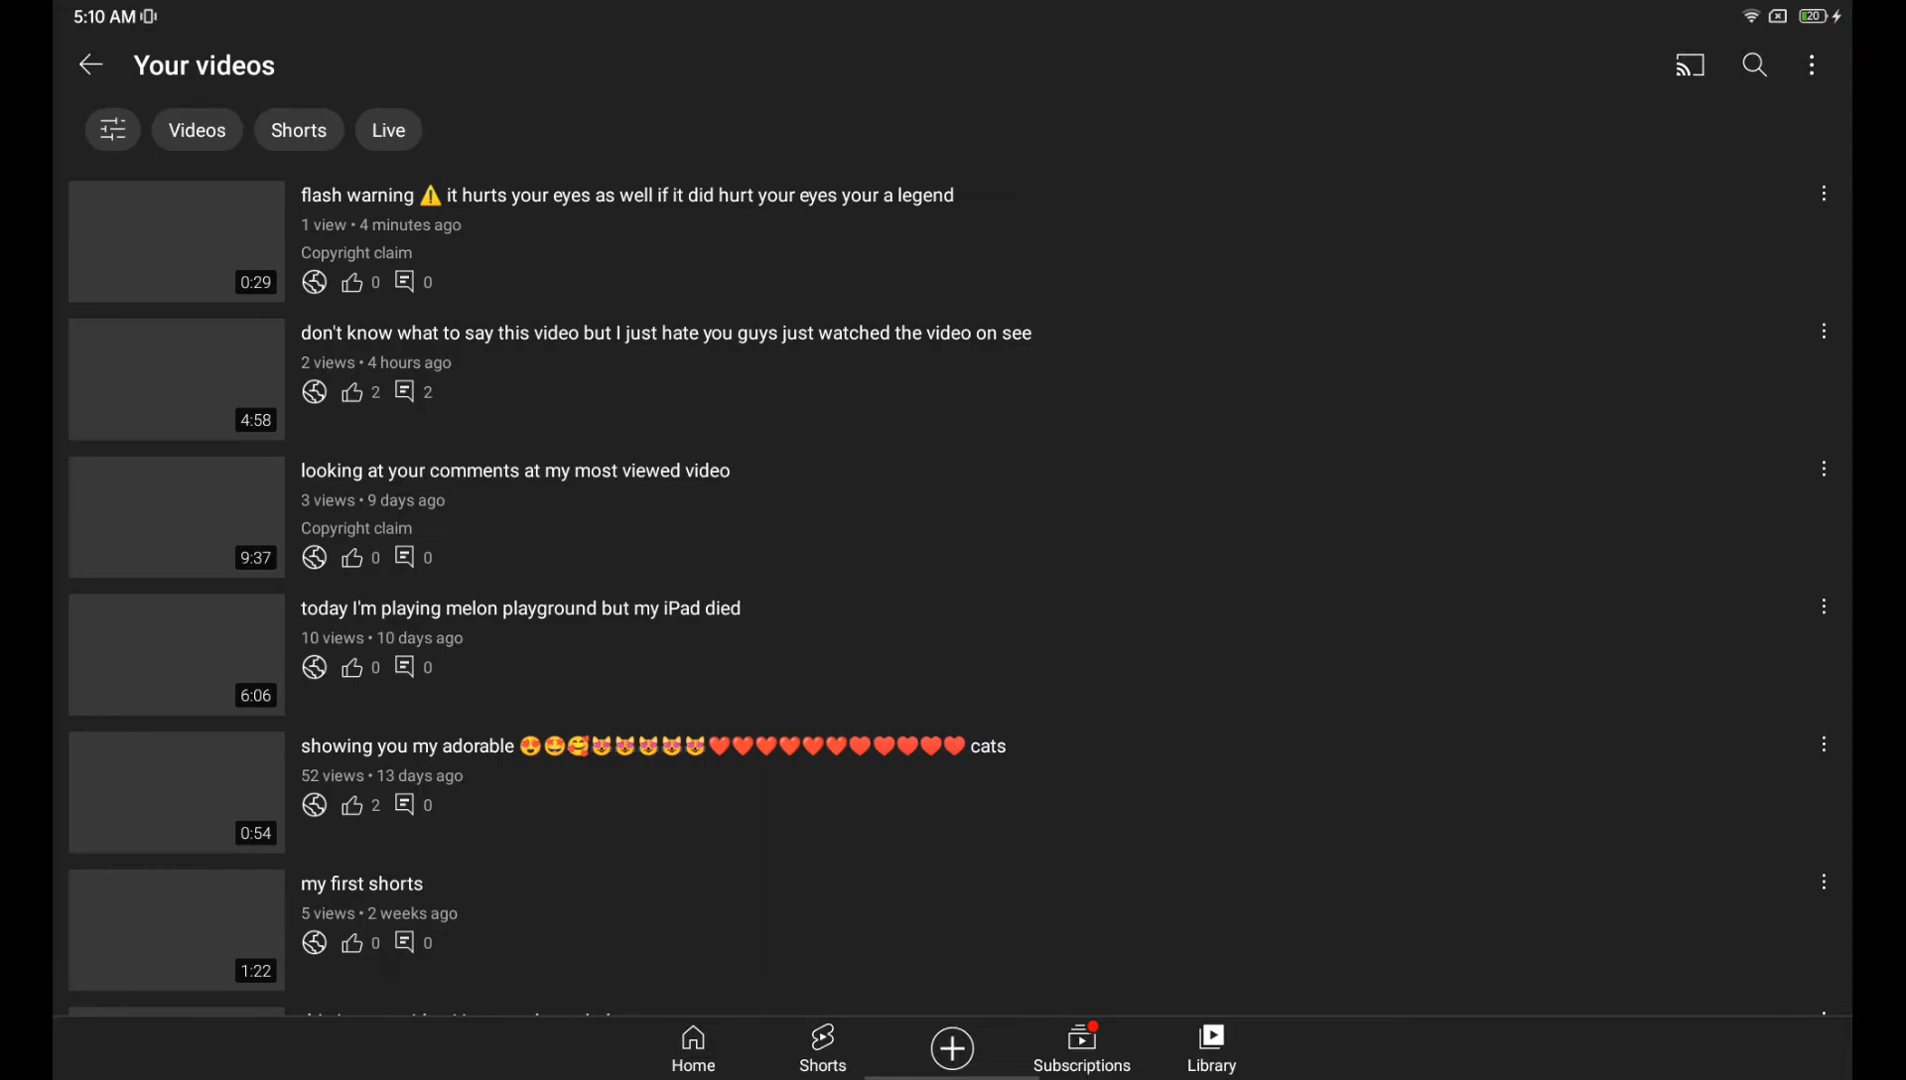 5:10 AM
20
Your videos
Videos
Shorts
Live
flash warning ⚠️ it hurts your eyes as well if it did hurt your eyes your a legend
1 view • 4 minutes ago
Copyright claim
0
0
0:29
don't know what to say this video but I just hate you guys just watched the video on see
2 views • 4 hours ago
2
2
4:58
looking at your comments at my most viewed video
3 views • 9 days ago
Copyright claim
0
0
9:37
today I'm playing melon playground but my iPad died
10 views • 10 days ago
0
0
6:06
showing you my adorable 😍🤩🥰😻😻😻😻😻❤️❤️❤️❤️❤️❤️❤️❤️❤️❤️❤️ cats
52 views • 13 days ago
2
0
0:54
my first shorts
5 views • 2 weeks ago
0
0
1:22
Home
Shorts
Subscriptions
Library